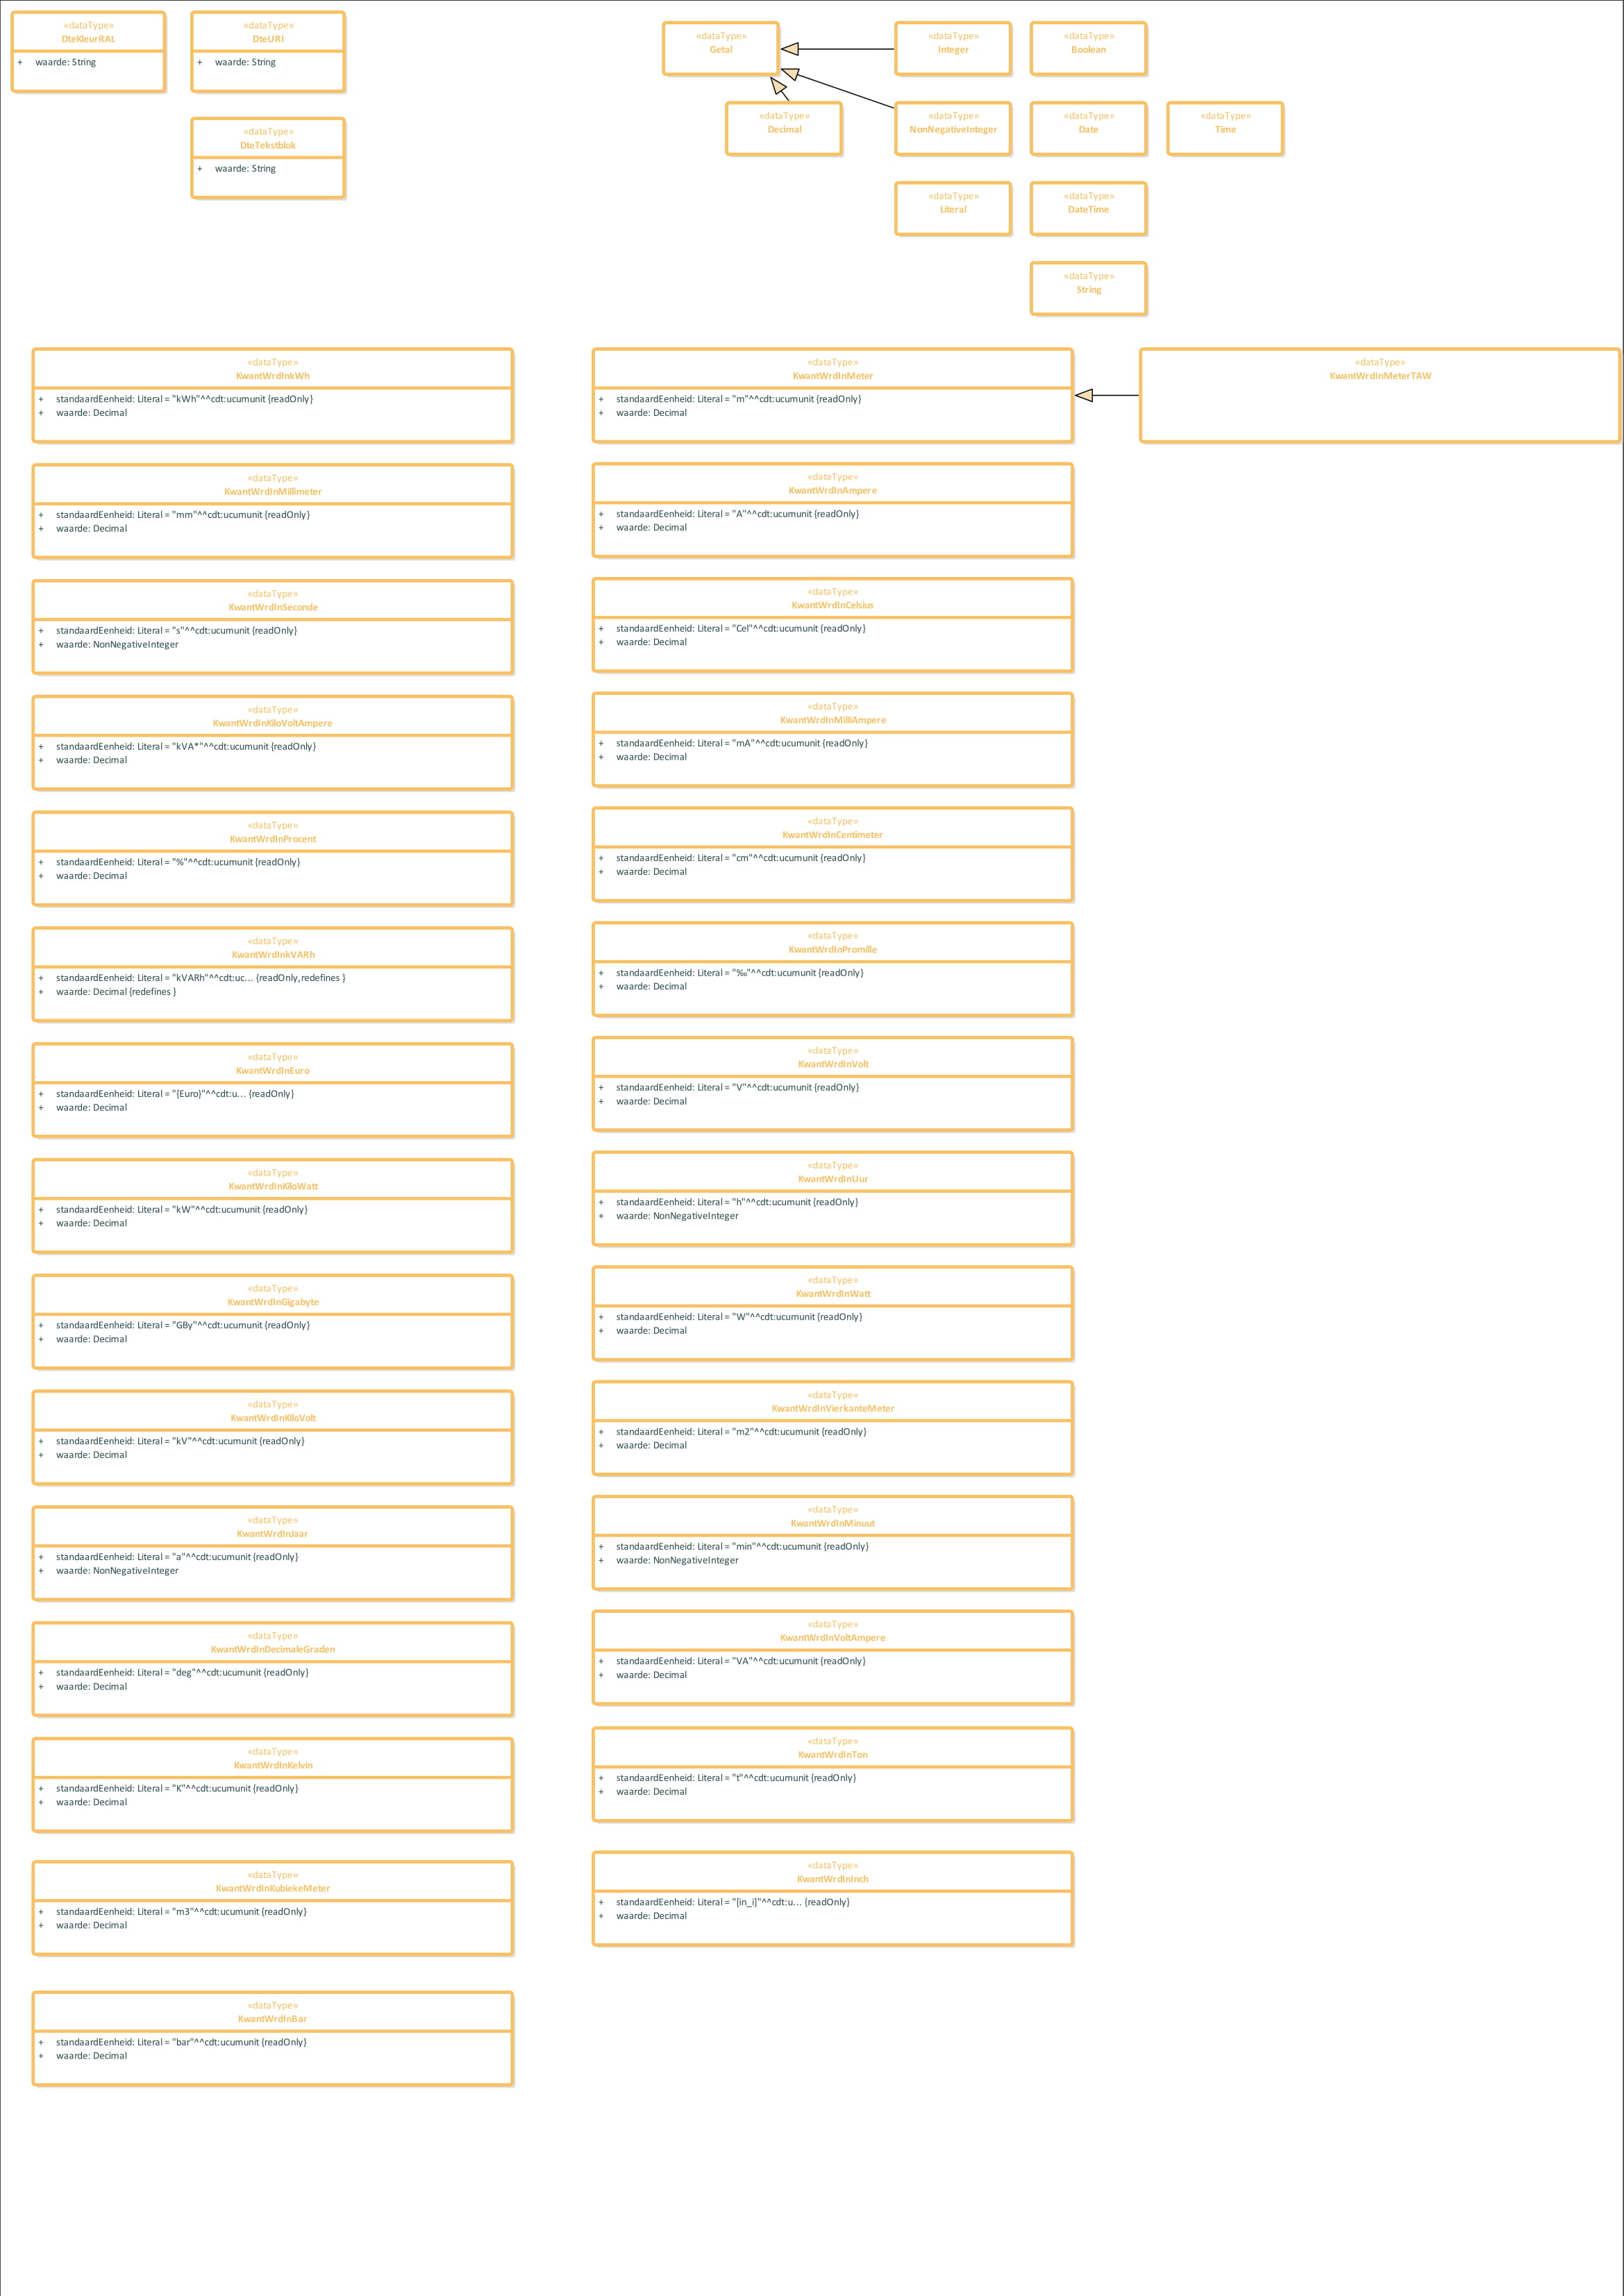 «dataType»
DteKleurRAL
+ waarde: String
«dataType»
DteURI
+ waarde: String
«dataType»
DteTekstblok
+ waarde: String
«dataType»
Getal
«dataType»
Integer
«dataType»
Boolean
«dataType»
Decimal
«dataType»
NonNegativeInteger
«dataType»
Date
«dataType»
Time
«dataType»
Literal
«dataType»
DateTime
«dataType»
String
«dataType»
KwantWrdInkWh
+ standaardEenheid: Literal = "kWh"^^cdt:ucumunit {readOnly}
+ waarde: Decimal
«dataType»
KwantWrdInMeter
+ standaardEenheid: Literal = "m"^^cdt:ucumunit {readOnly}
+ waarde: Decimal
«dataType»
KwantWrdInMeterTAW
«dataType»
KwantWrdInMillimeter
+ standaardEenheid: Literal = "mm"^^cdt:ucumunit {readOnly}
+ waarde: Decimal
«dataType»
KwantWrdInAmpere
+ standaardEenheid: Literal = "A"^^cdt:ucumunit {readOnly}
+ waarde: Decimal
«dataType»
KwantWrdInSeconde
+ standaardEenheid: Literal = "s"^^cdt:ucumunit {readOnly}
+ waarde: NonNegativeInteger
«dataType»
KwantWrdInCelsius
+ standaardEenheid: Literal = "Cel"^^cdt:ucumunit {readOnly}
+ waarde: Decimal
«dataType»
KwantWrdInKiloVoltAmpere
+ standaardEenheid: Literal = "kVA*"^^cdt:ucumunit {readOnly}
+ waarde: Decimal
«dataType»
KwantWrdInMilliAmpere
+ standaardEenheid: Literal = "mA"^^cdt:ucumunit {readOnly}
+ waarde: Decimal
«dataType»
KwantWrdInProcent
+ standaardEenheid: Literal = "%"^^cdt:ucumunit {readOnly}
+ waarde: Decimal
«dataType»
KwantWrdInCentimeter
+ standaardEenheid: Literal = "cm"^^cdt:ucumunit {readOnly}
+ waarde: Decimal
«dataType»
KwantWrdInkVARh
+ standaardEenheid: Literal = "kVARh"^^cdt:uc... {readOnly,redefines }
+ waarde: Decimal {redefines }
«dataType»
KwantWrdInPromille
+ standaardEenheid: Literal = "‰"^^cdt:ucumunit {readOnly}
+ waarde: Decimal
«dataType»
KwantWrdInEuro
+ standaardEenheid: Literal = "{Euro}"^^cdt:u... {readOnly}
+ waarde: Decimal
«dataType»
KwantWrdInVolt
+ standaardEenheid: Literal = "V"^^cdt:ucumunit {readOnly}
+ waarde: Decimal
«dataType»
KwantWrdInKiloWatt
+ standaardEenheid: Literal = "kW"^^cdt:ucumunit {readOnly}
+ waarde: Decimal
«dataType»
KwantWrdInUur
+ standaardEenheid: Literal = "h"^^cdt:ucumunit {readOnly}
+ waarde: NonNegativeInteger
«dataType»
KwantWrdInGigabyte
+ standaardEenheid: Literal = "GBy"^^cdt:ucumunit {readOnly}
+ waarde: Decimal
«dataType»
KwantWrdInWatt
+ standaardEenheid: Literal = "W"^^cdt:ucumunit {readOnly}
+ waarde: Decimal
«dataType»
KwantWrdInKiloVolt
+ standaardEenheid: Literal = "kV"^^cdt:ucumunit {readOnly}
+ waarde: Decimal
«dataType»
KwantWrdInVierkanteMeter
+ standaardEenheid: Literal = "m2"^^cdt:ucumunit {readOnly}
+ waarde: Decimal
«dataType»
KwantWrdInJaar
+ standaardEenheid: Literal = "a"^^cdt:ucumunit {readOnly}
+ waarde: NonNegativeInteger
«dataType»
KwantWrdInMinuut
+ standaardEenheid: Literal = "min"^^cdt:ucumunit {readOnly}
+ waarde: NonNegativeInteger
«dataType»
KwantWrdInDecimaleGraden
+ standaardEenheid: Literal = "deg"^^cdt:ucumunit {readOnly}
+ waarde: Decimal
«dataType»
KwantWrdInVoltAmpere
+ standaardEenheid: Literal = "VA"^^cdt:ucumunit {readOnly}
+ waarde: Decimal
«dataType»
KwantWrdInKelvin
+ standaardEenheid: Literal = "K"^^cdt:ucumunit {readOnly}
+ waarde: Decimal
«dataType»
KwantWrdInTon
+ standaardEenheid: Literal = "t"^^cdt:ucumunit {readOnly}
+ waarde: Decimal
«dataType»
KwantWrdInKubiekeMeter
+ standaardEenheid: Literal = "m3"^^cdt:ucumunit {readOnly}
+ waarde: Decimal
«dataType»
KwantWrdInInch
+ standaardEenheid: Literal = "[in_i]"^^cdt:u... {readOnly}
+ waarde: Decimal
«dataType»
KwantWrdInBar
+ standaardEenheid: Literal = "bar"^^cdt:ucumunit {readOnly}
+ waarde: Decimal